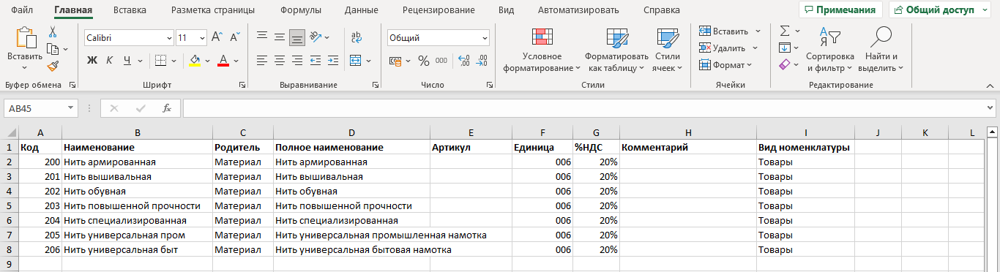 Файл Главная Вставка Разметка страницы Формулы Данные Рецензирование Вид Автоматизировать Справка Примечания Общий доступ
Calibri 11 A A ab Общий Вставить Σ А Я
Вставить Ж К Ч А % 000 Условное форматирование Форматировать как таблицу Стили ячеек Удалить Формат Сортировка и фильтр Найти и выделить
Буфер обмена Шрифт Выравнивание Число Стили Ячейки Редактирование
AB45 fx
A B C D E F G H I J K L
1 Код Наименование Родитель Полное наименование Артикул Единица %НДС Комментарий Вид номенклатуры
2 200 Нить армированная Материал Нить армированная 006 20% Товары
3 201 Нить вышивальная Материал Нить вышивальная 006 20% Товары
4 202 Нить обувная Материал Нить обувная 006 20% Товары
5 203 Нить повышенной прочности Материал Нить повышенной прочности 006 20% Товары
6 204 Нить специализированная Материал Нить специализированная 006 20% Товары
7 205 Нить универсальная пром Материал Нить универсальная промышленная намотка 006 20% Товары
8 206 Нить универсальная быт Материал Нить универсальная бытовая намотка 006 20% Товары
9